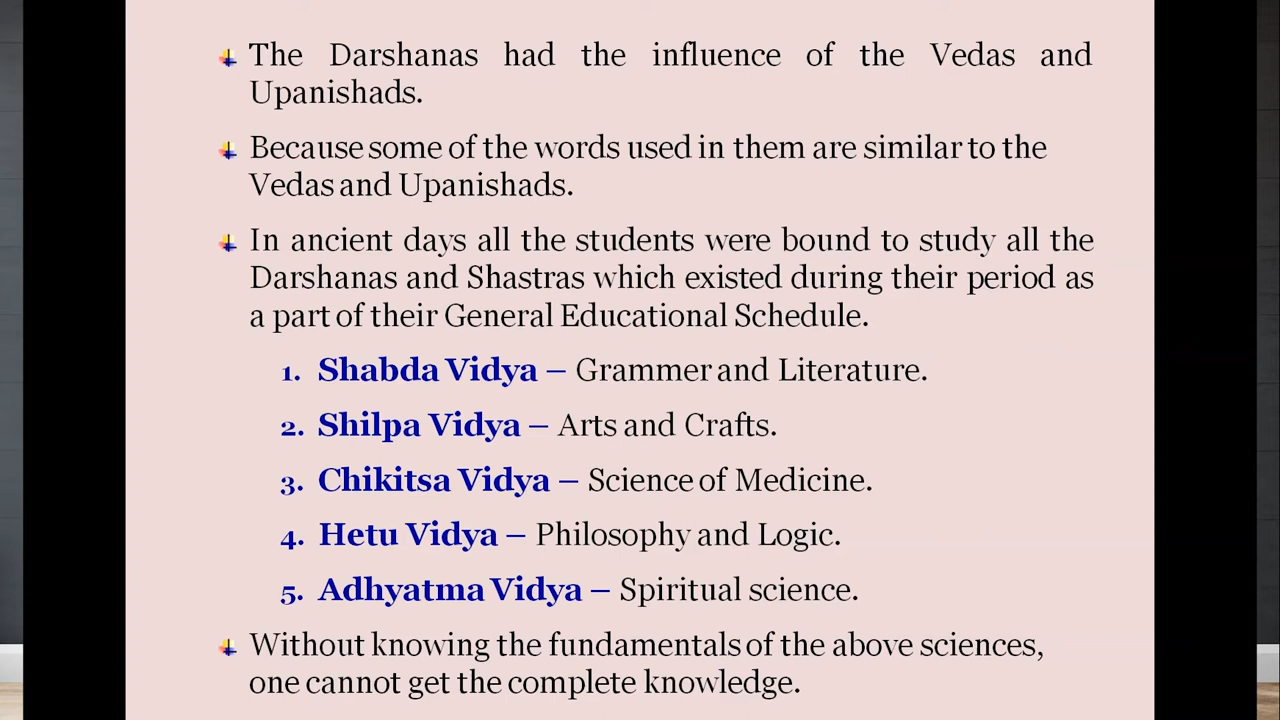 The Darshanas had the influence of the Vedas and
Upanishads.
Because some of the words used in them are similar to the
Vedas and Upanishads.
In ancient days all the students were bound to study all the
Darshanas and Shastras which existed during their period as
a part of their General Educational Schedule.
1. Shabda Vidya – Grammer and Literature.
2. Shilpa Vidya – Arts and Crafts.
3. Chikitsa Vidya – Science of Medicine.
4. Hetu Vidya – Philosophy and Logic.
5. Adhyatma Vidya – Spiritual science.
Without knowing the fundamentals of the above sciences,
one cannot get the complete knowledge.